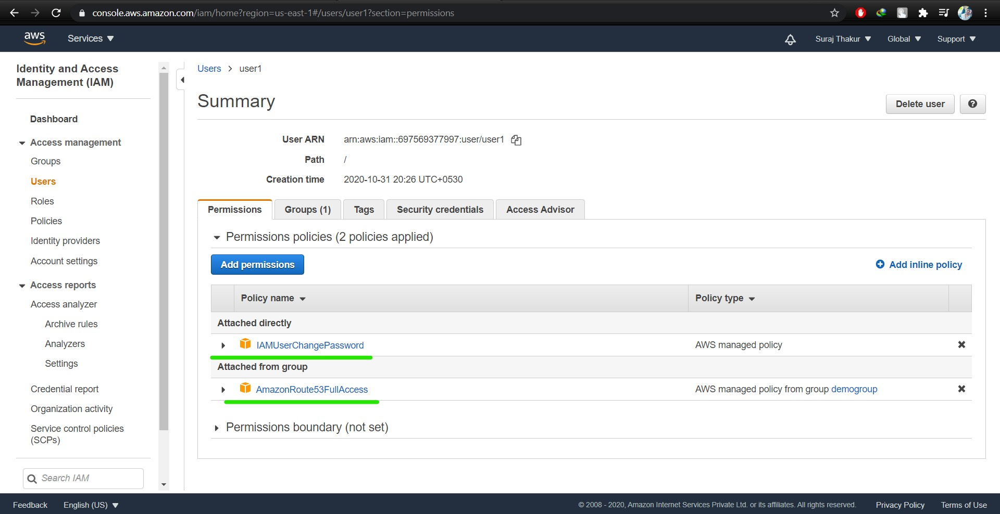 console.aws.amazon.com/iam/home?region=us-east-1#/users/user1?section=permissions
aws
Services
Suraj Thakur
Global
Support
Identity and Access
Management (IAM)
Dashboard
Access management
Groups
Users
Roles
Policies
Identity providers
Account settings
Access reports
Access analyzer
Archive rules
Analyzers
Settings
Credential report
Organization activity
Service control policies
(SCPs)
Search IAM
Users > user1
Summary
Delete user
User ARN arn:aws:iam::697569377997:user/user1
Path /
Creation time 2020-10-31 20:26 UTC+0530
Permissions
Groups (1)
Tags
Security credentials
Access Advisor
Permissions policies (2 policies applied)
Add permissions
Add inline policy
Policy name
Policy type
Attached directly
IAMUserChangePassword
AWS managed policy
Attached from group
AmazonRoute53FullAccess
AWS managed policy from group demogroup
Permissions boundary (not set)
Feedback
English (US)
© 2008 - 2020, Amazon Internet Services Private Ltd. or its affiliates. All rights reserved.
Privacy Policy
Terms of Use